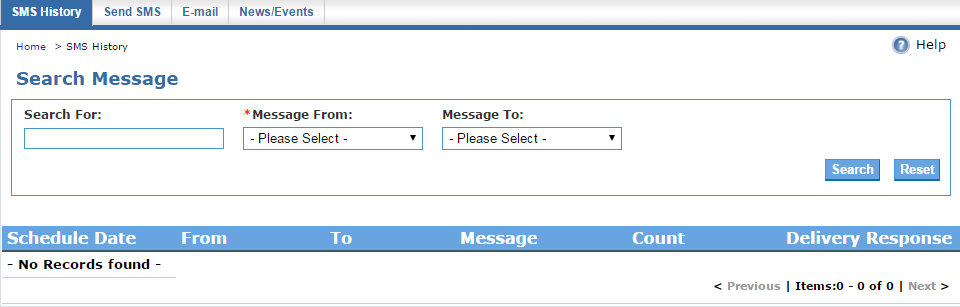 SMS History Send SMS E-mail News/Events
Home > SMS History Help
Search Message
Search For: *Message From: Message To:
- Please Select - - Please Select -
Search Reset
Schedule Date From To Message Count Delivery Response
- No Records found -
< Previous | Items:0 - 0 of 0 | Next >